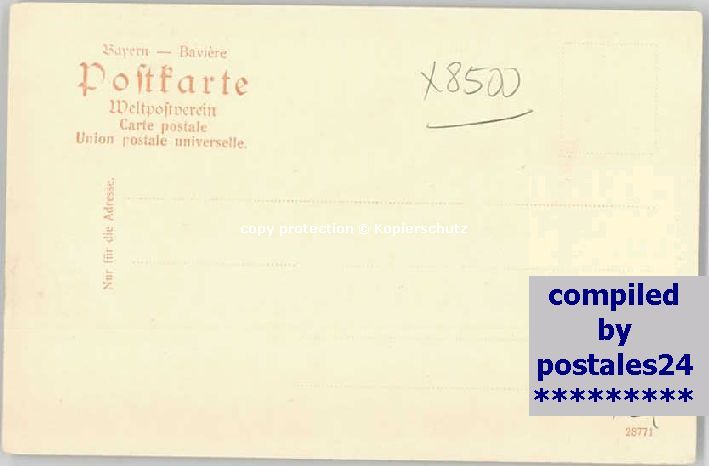 Bayern — Bavière
Postkarte
Weltpostverein
Carte postale
Union postale universelle.
X8500
Nur für die Adresse.
copy protection © Kopierschutz
compiled
by
postales24
*********
28771